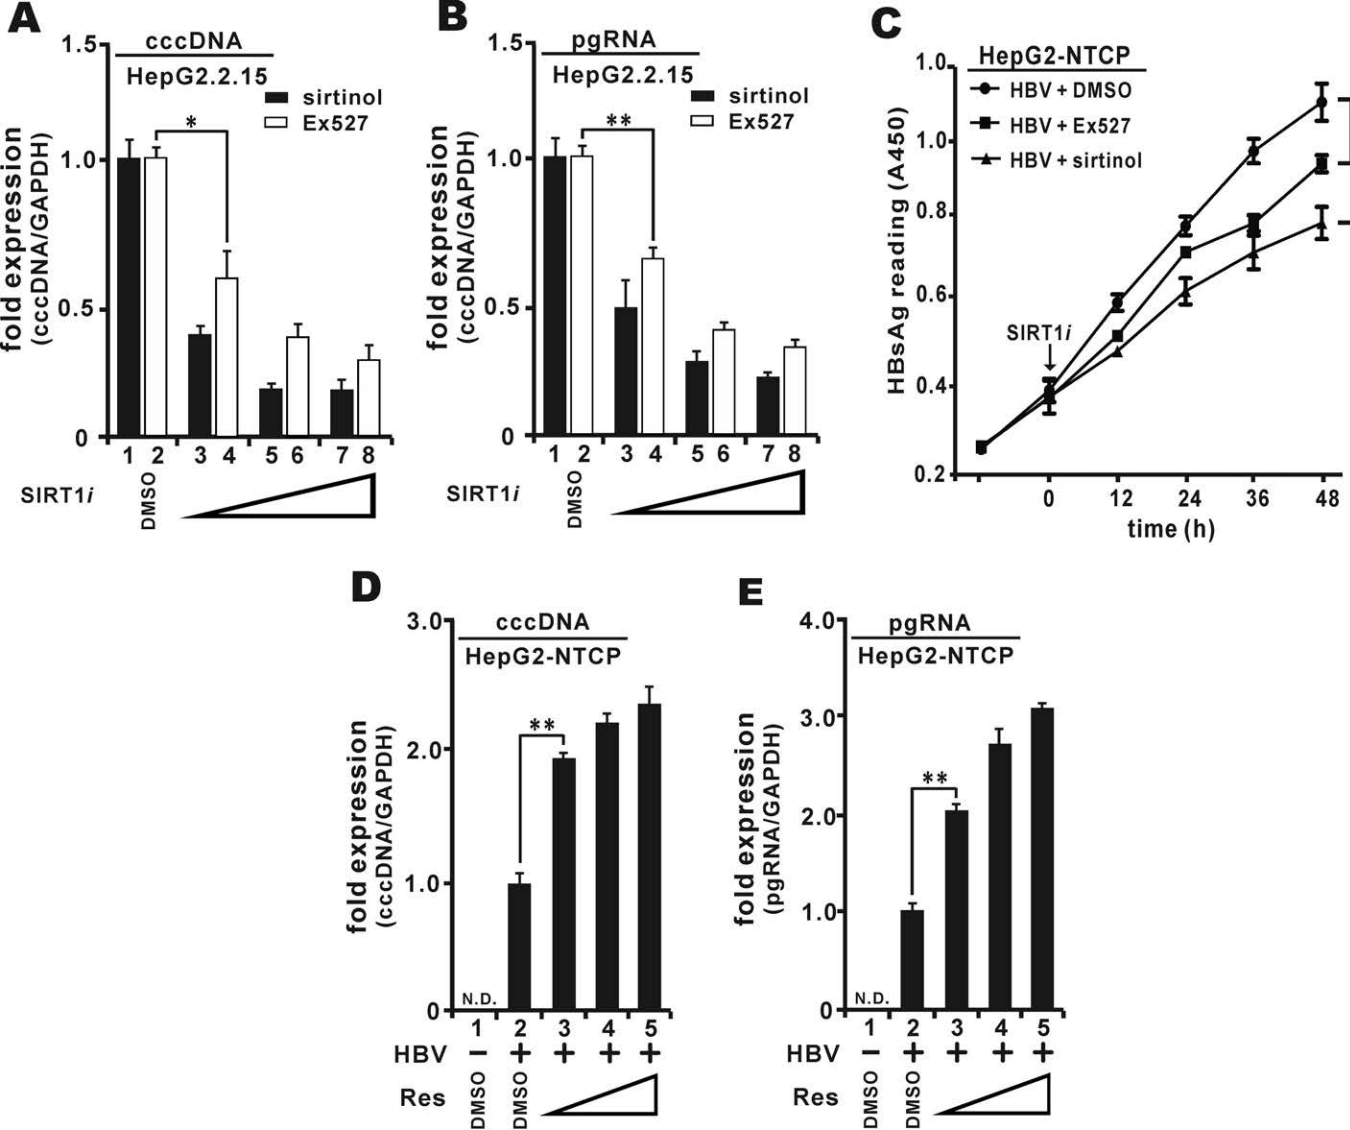 A
cccDNA
HepG2.2.15
sirtinol
Ex527
fold expression
(cccDNA/GAPDH)
1.5
1.0
0.5
0
*
1 2 3 4 5 6 7 8
SIRT1i
DMSO
B
pgRNA
HepG2.2.15
sirtinol
Ex527
fold expression
(cccDNA/GAPDH)
1.5
1.0
0.5
0
**
1 2 3 4 5 6 7 8
SIRT1i
DMSO
C
HepG2-NTCP
HBV + DMSO
HBV + Ex527
HBV + sirtinol
HBsAg reading (A450)
1.0
1.0
0.8
0.6
0.4
0.2
SIRT1i
0 12 24 36 48
time (h)
D
cccDNA
HepG2-NTCP
fold expression
(cccDNA/GAPDH)
3.0
2.0
1.0
0
**
N.D.
1 2 3 4 5
HBV − + + + +
Res DMSO DMSO
E
pgRNA
HepG2-NTCP
fold expression
(pgRNA/GAPDH)
4.0
3.0
2.0
1.0
0
**
N.D.
1 2 3 4 5
HBV − + + + +
Res DMSO DMSO